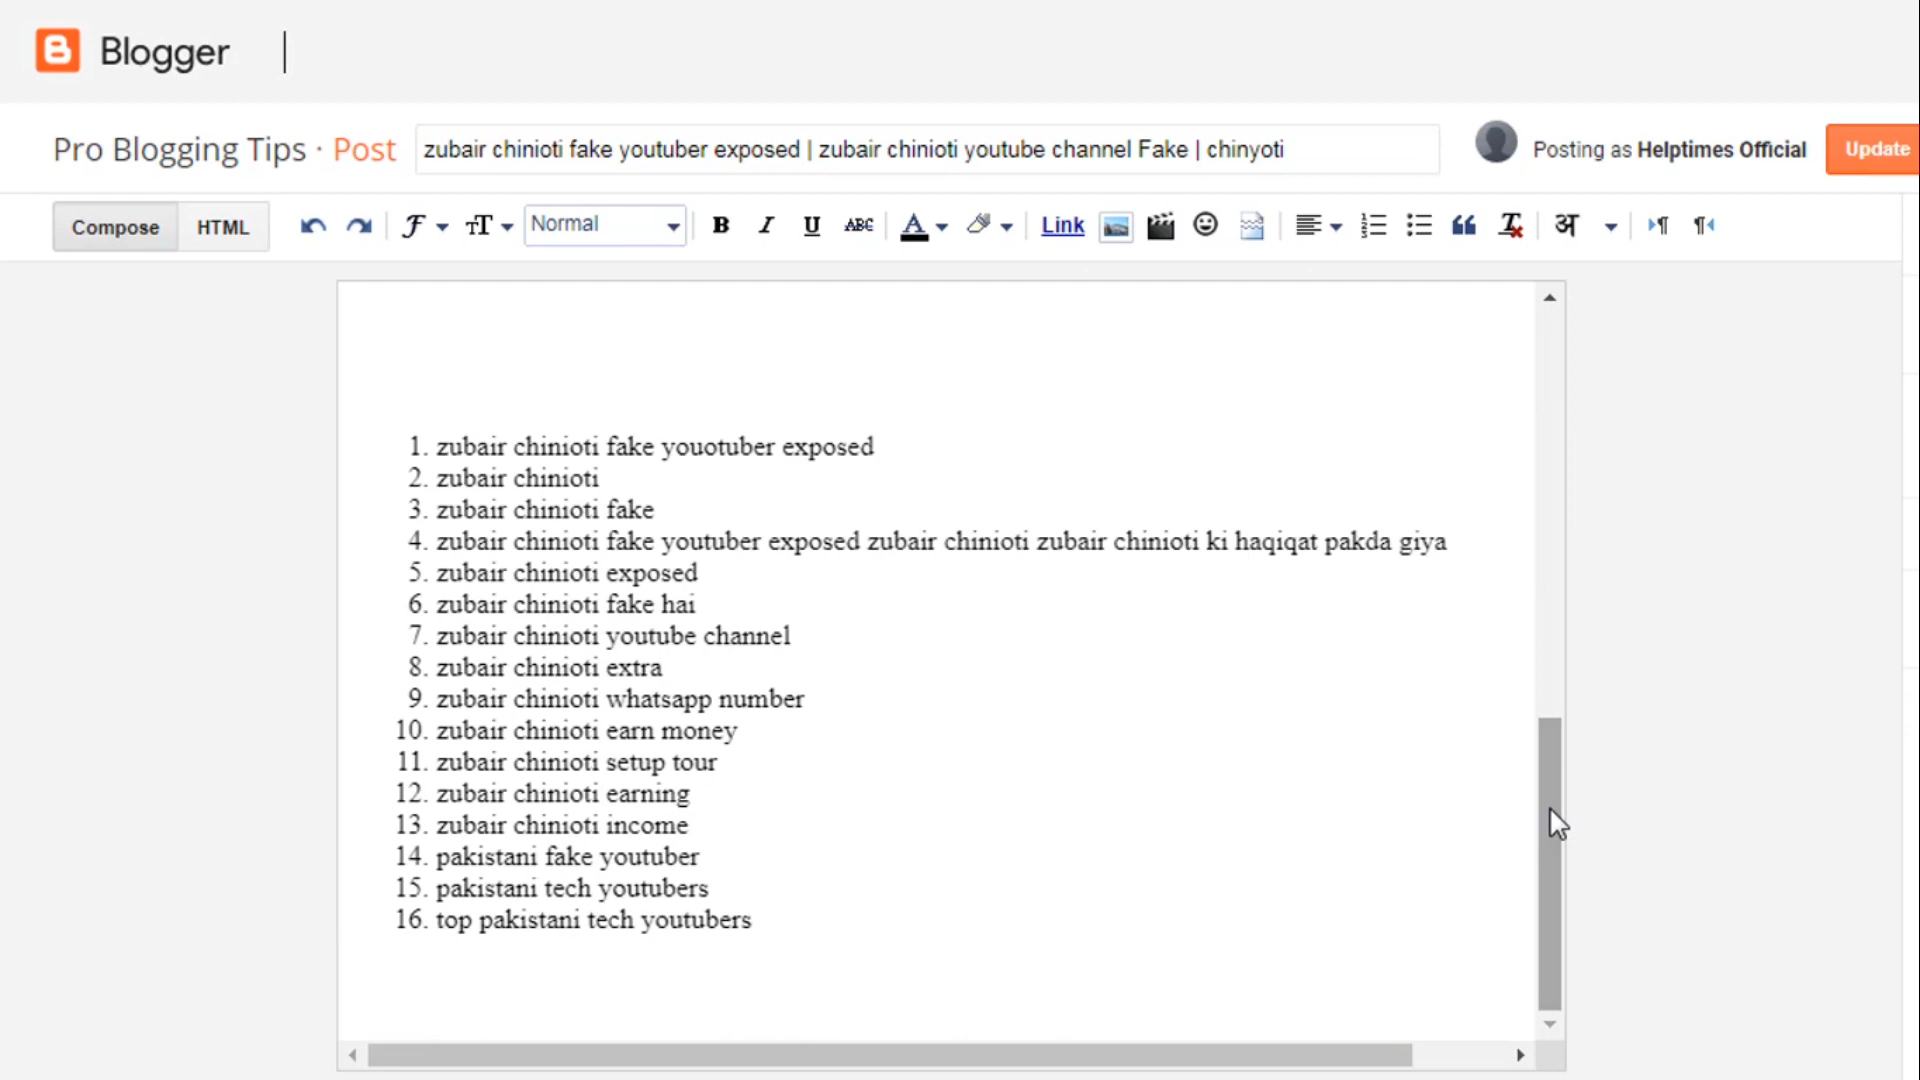 Blogger
Pro Blogging Tips · Post zubair chinioti fake youtuber exposed | zubair chinioti youtube channel Fake | chinyoti Posting as Helptimes Official Update
Compose HTML Normal B I U ABC A Link अ
1. zubair chinioti fake youotuber exposed
2. zubair chinioti
3. zubair chinioti fake
4. zubair chinioti fake youtuber exposed zubair chinioti zubair chinioti ki haqiqat pakda giya
5. zubair chinioti exposed
6. zubair chinioti fake hai
7. zubair chinioti youtube channel
8. zubair chinioti extra
9. zubair chinioti whatsapp number
10. zubair chinioti earn money
11. zubair chinioti setup tour
12. zubair chinioti earning
13. zubair chinioti income
14. pakistani fake youtuber
15. pakistani tech youtubers
16. top pakistani tech youtubers